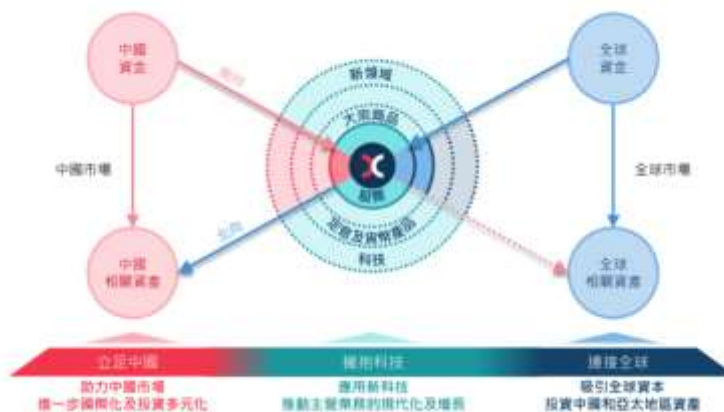 中國
資金
全球
資金
新領域
南向
大宗商品
中國市場
全球市場
股票
北向
定息及貨幣產品
科技
中國
相關資產
全球
相關資產
立足中國
擁抱科技
連接全球
助力中國市場
進一步國際化及投資多元化
應用新科技
推動主營業務的現代化及增長
吸引全球資本
投資中國和亞太地區資產